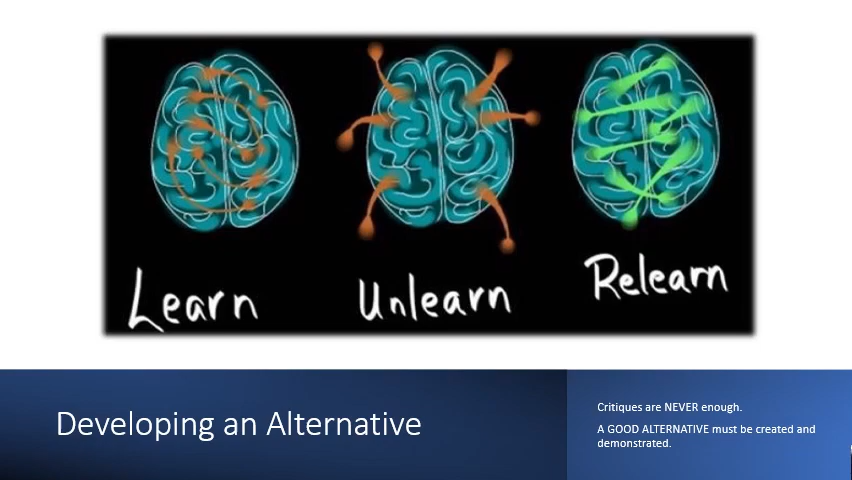 Learn
Unlearn
Relearn
Developing an Alternative
Critiques are NEVER enough.
A GOOD ALTERNATIVE must be created and
demonstrated.